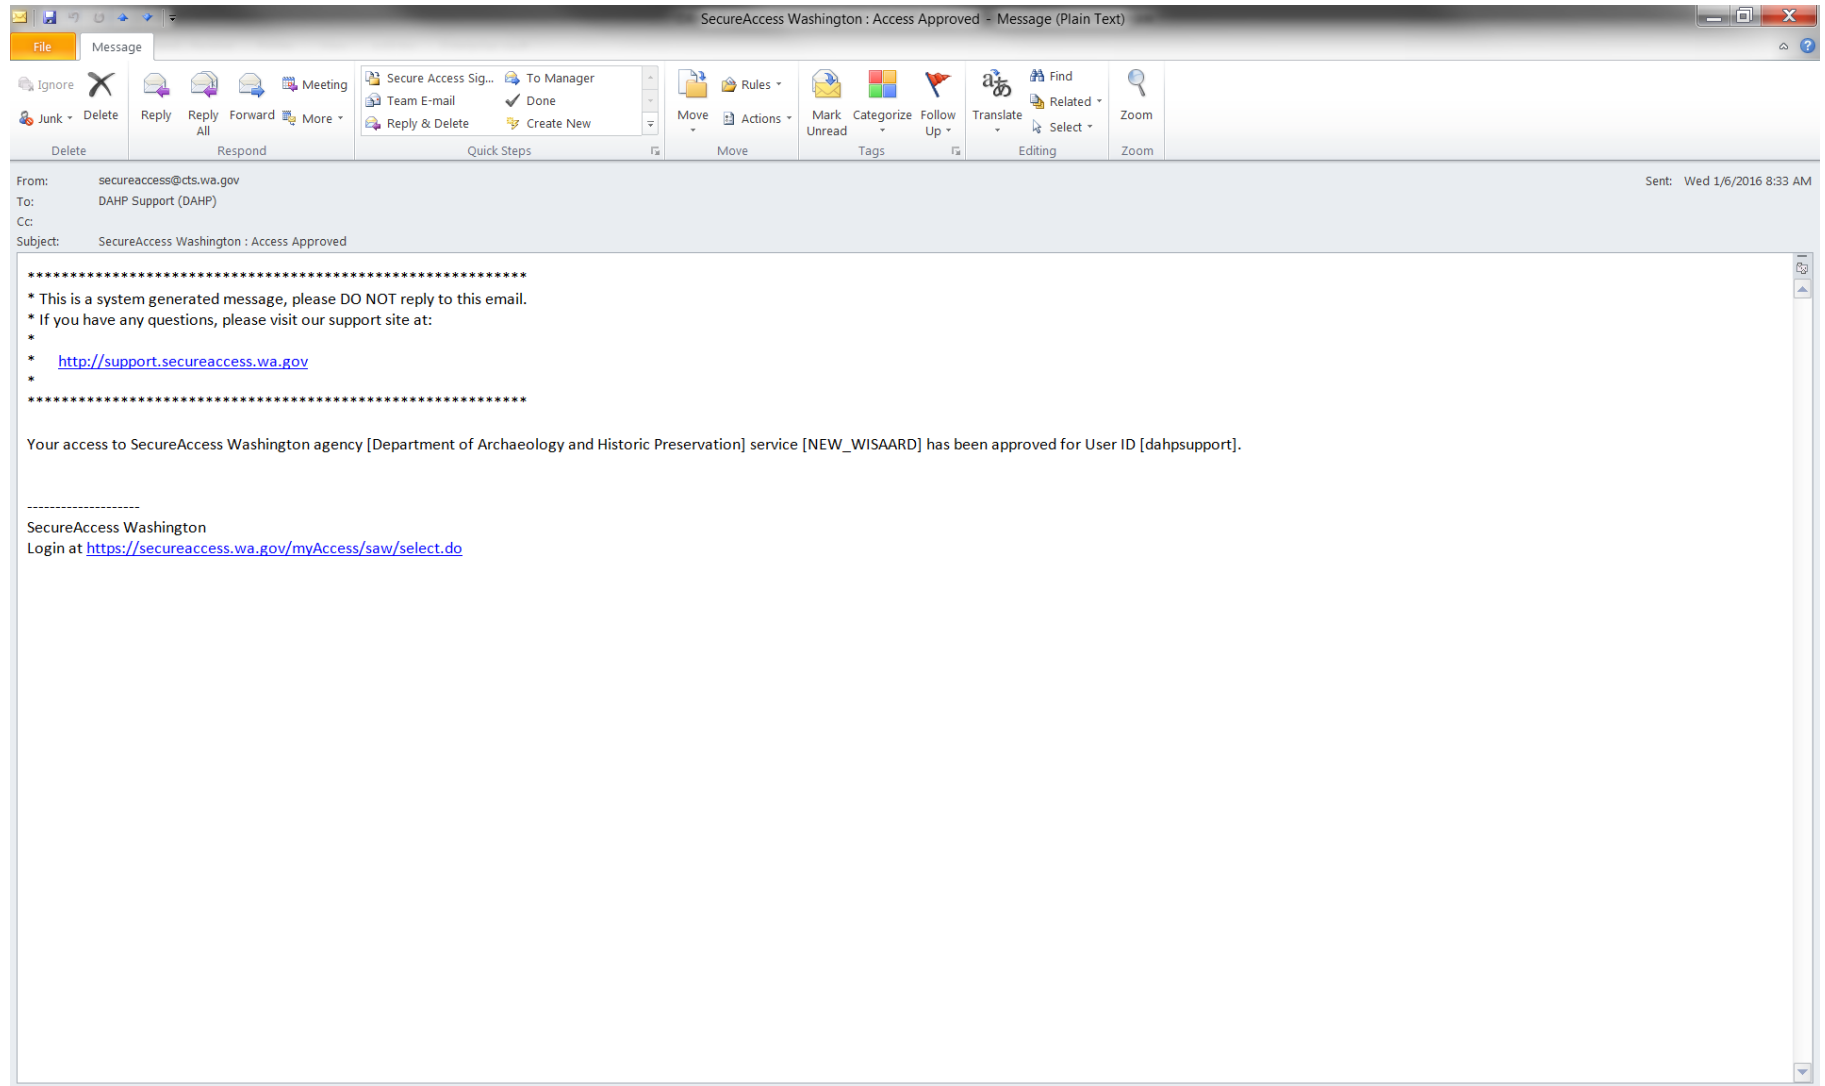 SecureAccess Washington : Access Approved - Message (Plain Text)
File Message
Ignore Meeting Secure Access Sig... To Manager Rules Find
Junk Delete Reply Reply All Forward More Team E-mail Done Move Actions Mark Unread Categorize Follow Up Translate Related Zoom
Reply & Delete Create New Select
Delete Respond Quick Steps Move Tags Editing Zoom
From: secureaccess@cts.wa.gov Sent: Wed 1/6/2016 8:33 AM
To: DAHP Support (DAHP)
Cc:
Subject: SecureAccess Washington : Access Approved
***********************************************************
* This is a system generated message, please DO NOT reply to this email.
* If you have any questions, please visit our support site at:
*
* http://support.secureaccess.wa.gov
*
***********************************************************
Your access to SecureAccess Washington agency [Department of Archaeology and Historic Preservation] service [NEW_WISAARD] has been approved for User ID [dahpsupport].
--------------------
SecureAccess Washington
Login at https://secureaccess.wa.gov/myAccess/saw/select.do